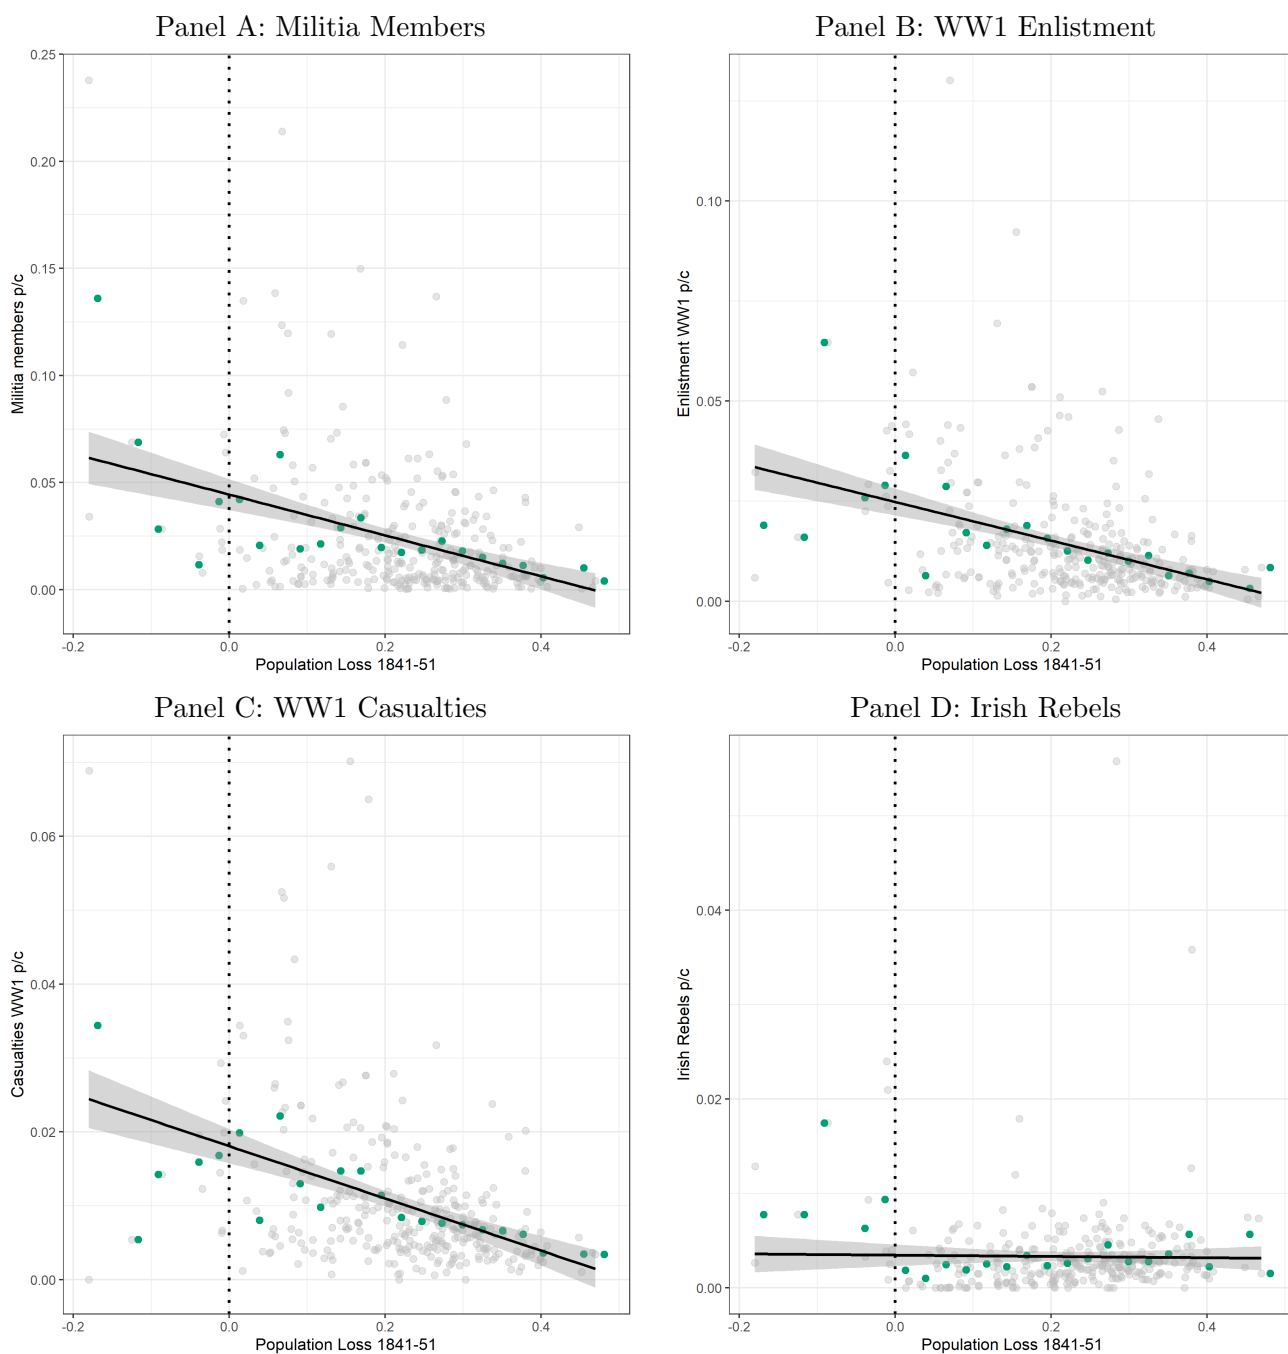 Panel A: Militia Members
0.25
0.20
0.15
0.10
0.05
0.00
Militia members p/c
-0.2 0.0 0.2 0.4
Population Loss 1841-51
Panel B: WW1 Enlistment
0.10
0.05
0.00
Enlistment WW1 p/c
-0.2 0.0 0.2 0.4
Population Loss 1841-51
Panel C: WW1 Casualties
0.06
0.04
0.02
0.00
Casualties WW1 p/c
-0.2 0.0 0.2 0.4
Population Loss 1841-51
Panel D: Irish Rebels
0.04
0.02
0.00
Irish Rebels p/c
-0.2 0.0 0.2 0.4
Population Loss 1841-51